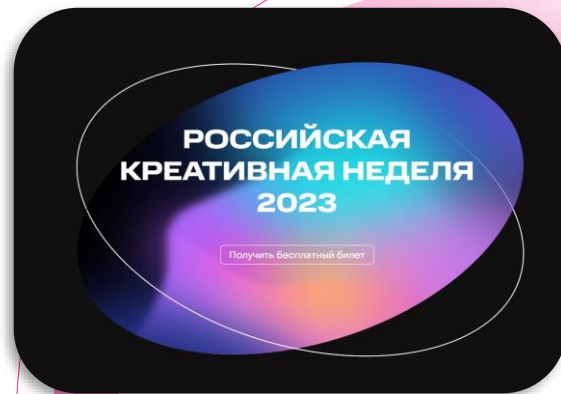 РОССИЙСКАЯ
КРЕАТИВНАЯ НЕДЕЛЯ
2023
Получить бесплатный билет